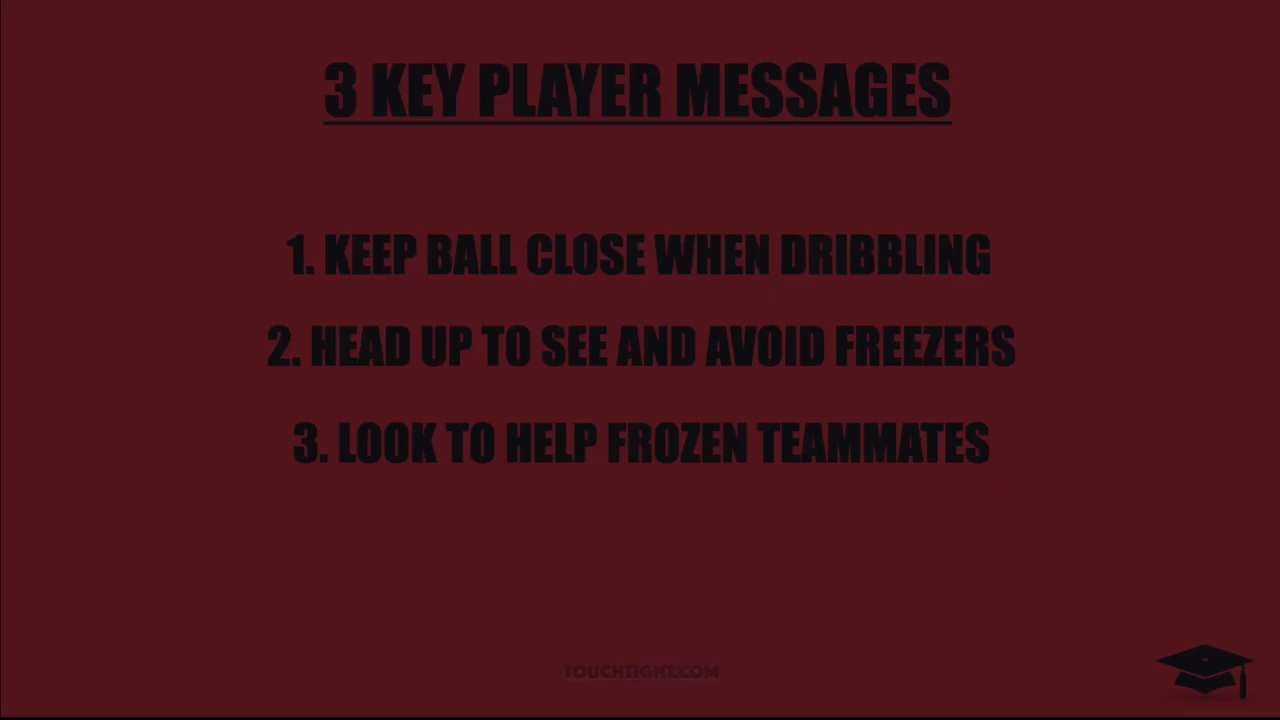 3 KEY PLAYER MESSAGES
1. KEEP BALL CLOSE WHEN DRIBBLING
2. HEAD UP TO SEE AND AVOID FREEZERS
3. LOOK TO HELP FROZEN TEAMMATES
TOUCHTIGHT.COM